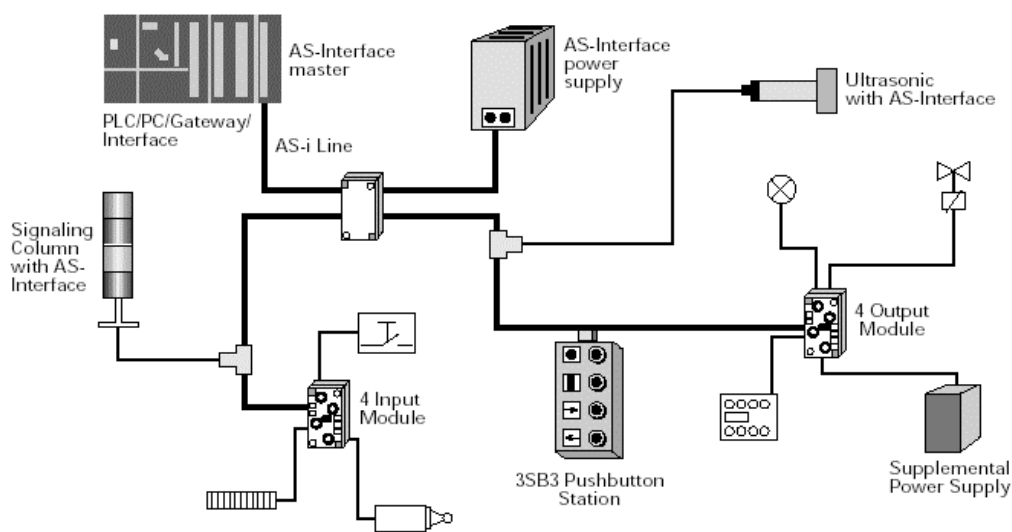 AS-Interface
master
PLC/PC/Gateway/
Interface
AS-i Line
AS-Interface
power
supply
Ultrasonic
with AS-Interface
Signaling
Column
with AS-
Interface
4 Input
Module
3SB3 Pushbutton
Station
4 Output
Module
Supplemental
Power Supply